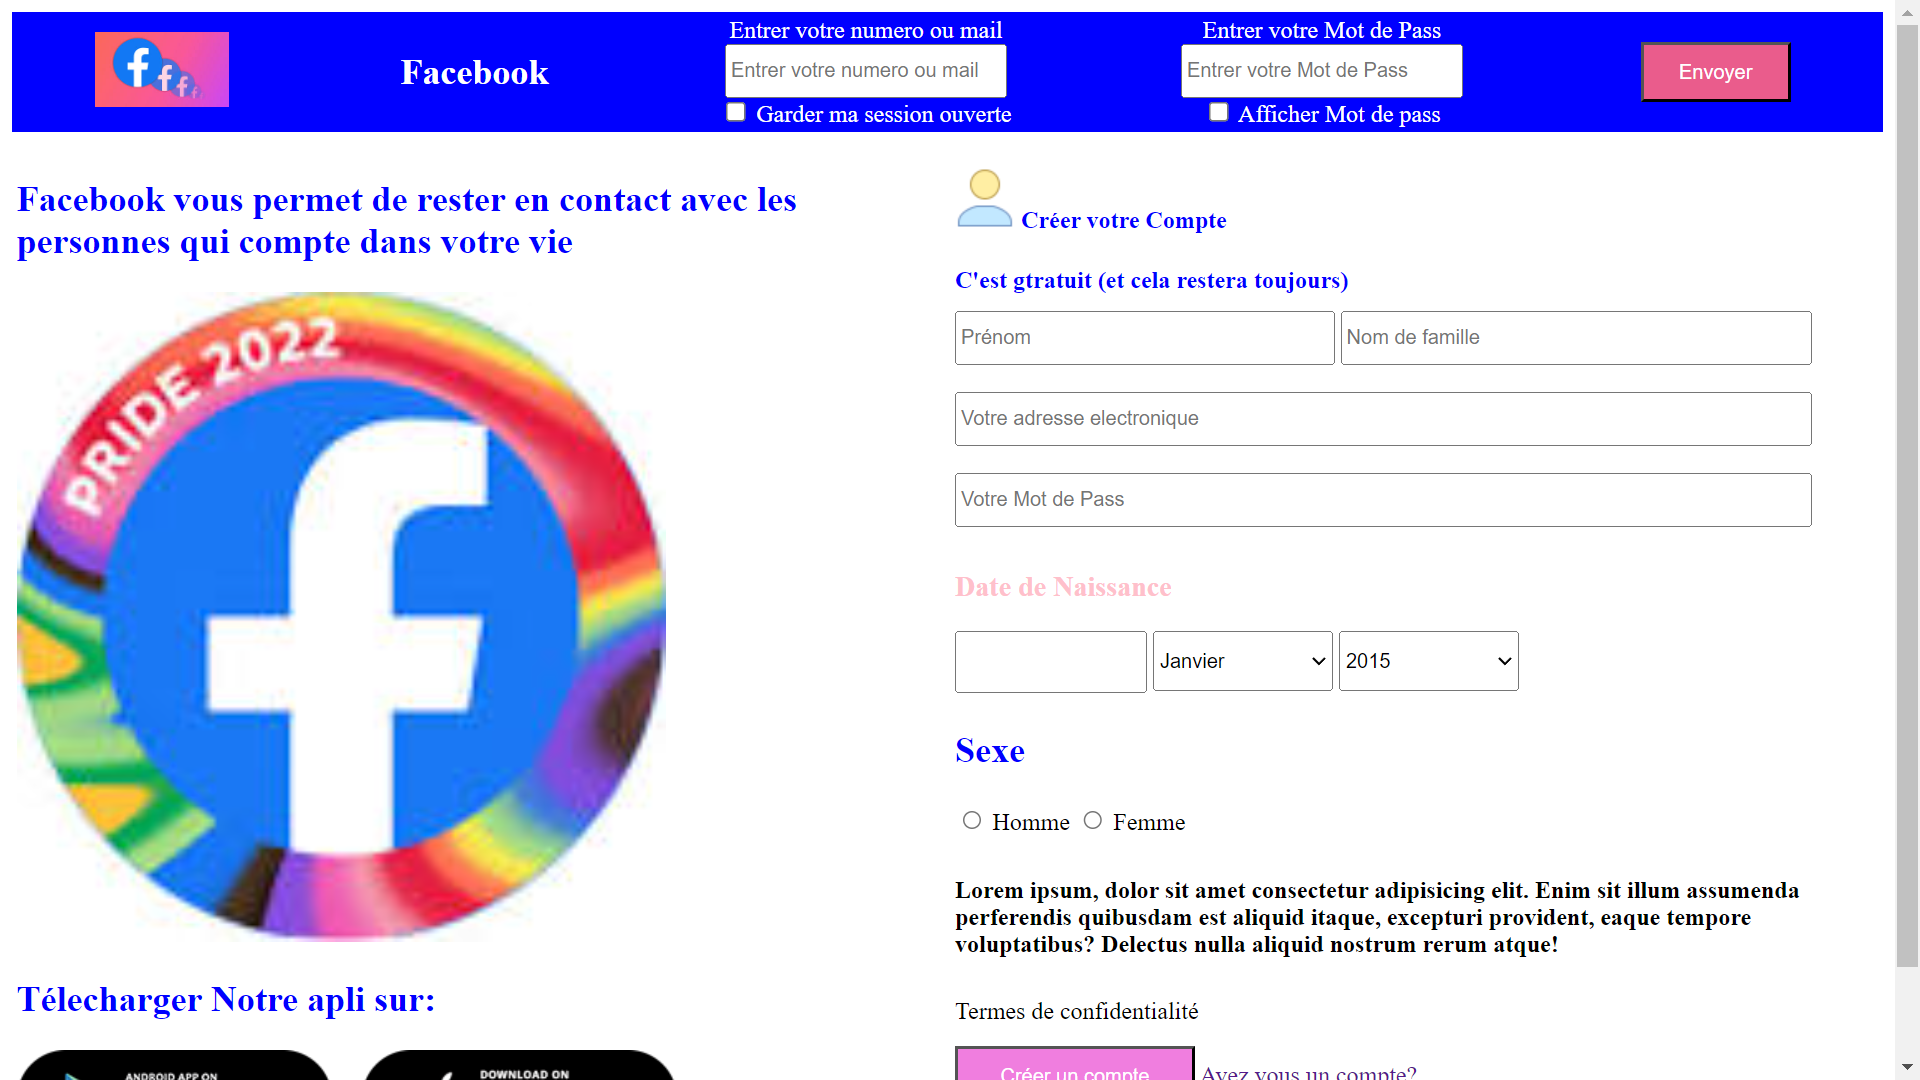 Facebook
Entrer votre numero ou mail
Entrer votre numero ou mail
Garder ma session ouverte
Entrer votre Mot de Pass
Entrer votre Mot de Pass
Afficher Mot de pass
Envoyer
Facebook vous permet de rester en contact avec les
personnes qui compte dans votre vie
PRIDE 2022
Télecharger Notre apli sur:
ANDROID APP ON
DOWNLOAD ON
Créer votre Compte
C'est gtratuit (et cela restera toujours)
Prénom
Nom de famille
Votre adresse electronique
Votre Mot de Pass
Date de Naissance
Janvier
2015
Sexe
Homme
Femme
Lorem ipsum, dolor sit amet consectetur adipisicing elit. Enim sit illum assumenda
perferendis quibusdam est aliquid itaque, excepturi provident, eaque tempore
voluptatibus? Delectus nulla aliquid nostrum rerum atque!
Termes de confidentialité
Créer un compte
Avez vous un compte?